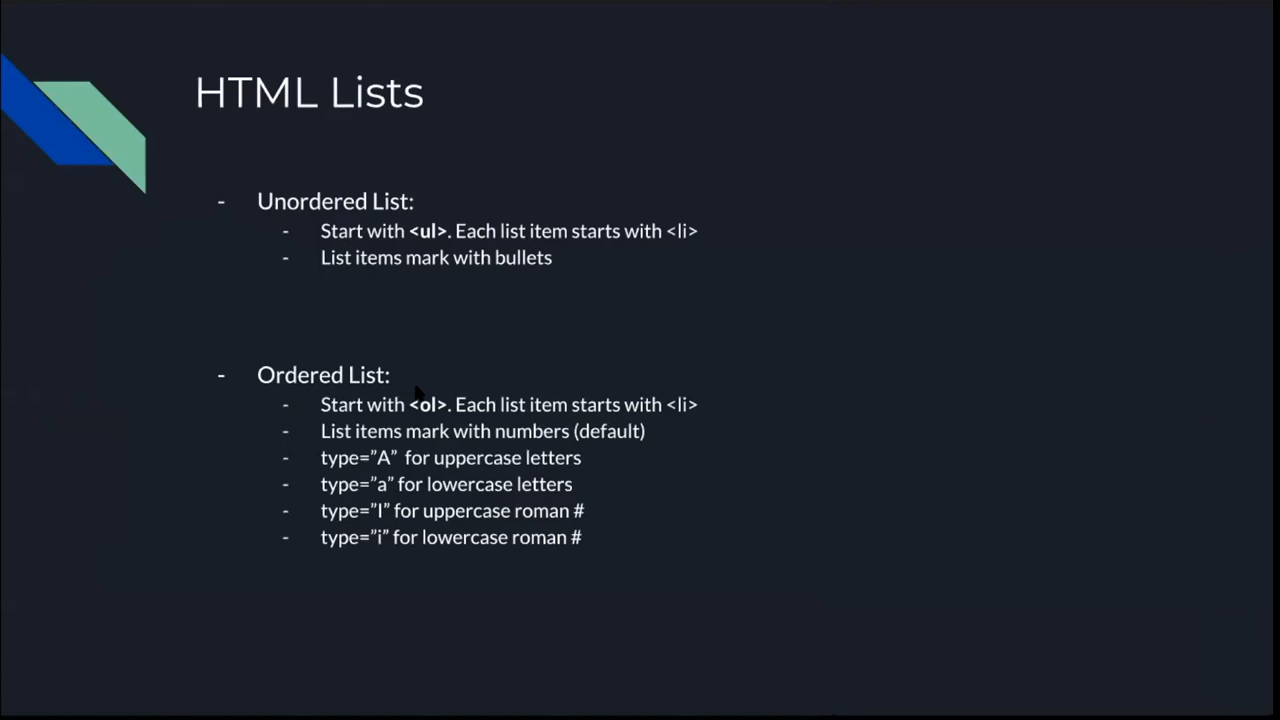 HTML Lists
- Unordered List:
- Start with <ul>. Each list item starts with <li>
- List items mark with bullets
- Ordered List:
- Start with <ol>. Each list item starts with <li>
- List items mark with numbers (default)
- type=”A”  for uppercase letters
- type=”a” for lowercase letters
- type=”I” for uppercase roman #
- type=”i” for lowercase roman #